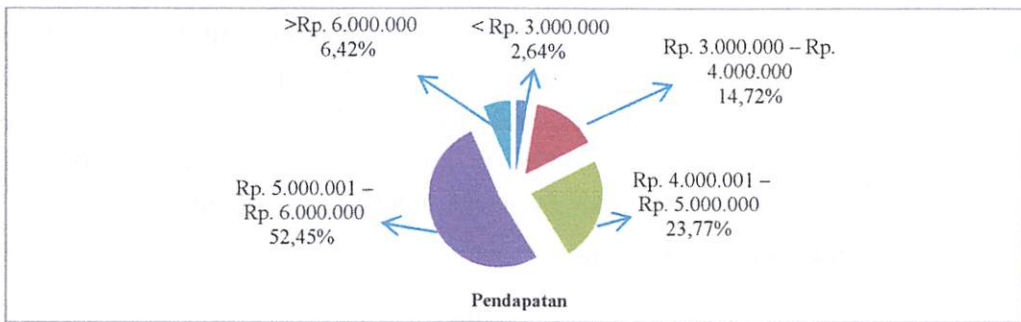 >Rp. 6.000.000
6,42%
< Rp. 3.000.000
2,64%
Rp. 3.000.000 – Rp.
4.000.000
14,72%
Rp. 4.000.001 –
Rp. 5.000.000
23,77%
Rp. 5.000.001 –
Rp. 6.000.000
52,45%
Pendapatan